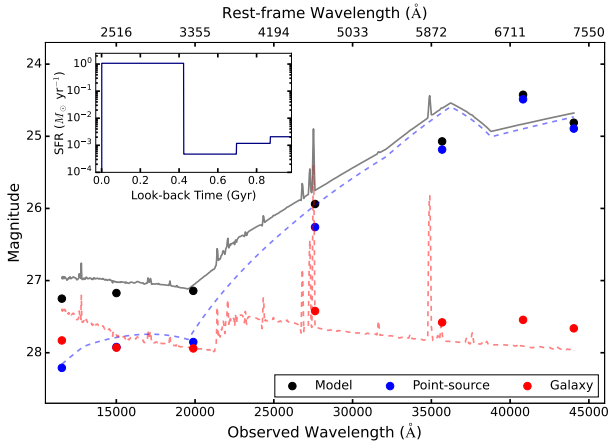 Rest-frame Wavelength (Å)
2516 3355 4194 5033 5872 6711 7550
24
25
26
27
28
Magnitude
10⁰
10⁻¹
10⁻²
10⁻³
10⁻⁴
SFR (M☉ yr⁻¹)
0.0 0.2 0.4 0.6 0.8
Look-back Time (Gyr)
Model Point-source Galaxy
15000 20000 25000 30000 35000 40000 45000
Observed Wavelength (Å)